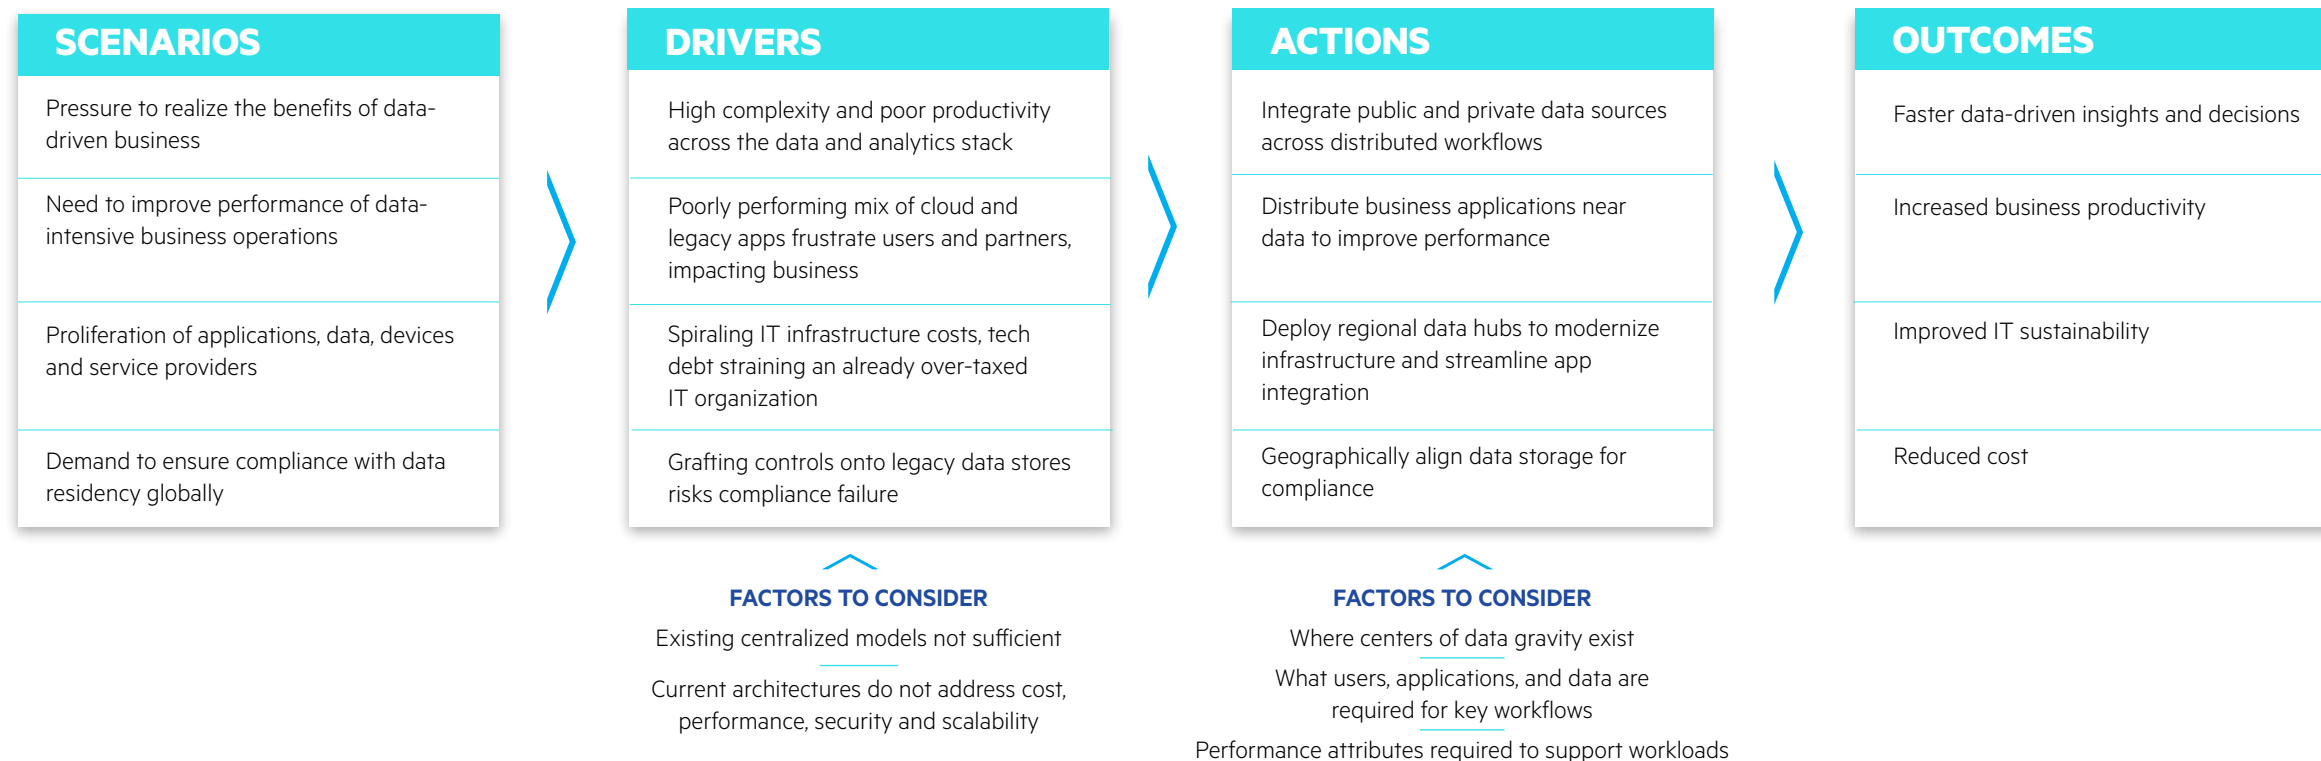 SCENARIOS
Pressure to realize the benefits of data-
driven business
Need to improve performance of data-
intensive business operations
Proliferation of applications, data, devices
and service providers
Demand to ensure compliance with data
residency globally
DRIVERS
High complexity and poor productivity
across the data and analytics stack
Poorly performing mix of cloud and
legacy apps frustrate users and partners,
impacting business
Spiraling IT infrastructure costs, tech
debt straining an already over-taxed
IT organization
Grafting controls onto legacy data stores
risks compliance failure
FACTORS TO CONSIDER
Existing centralized models not sufficient
Current architectures do not address cost,
performance, security and scalability
ACTIONS
Integrate public and private data sources
across distributed workflows
Distribute business applications near
data to improve performance
Deploy regional data hubs to modernize
infrastructure and streamline app
integration
Geographically align data storage for
compliance
FACTORS TO CONSIDER
Where centers of data gravity exist
What users, applications, and data are
required for key workflows
Performance attributes required to support workloads
OUTCOMES
Faster data-driven insights and decisions
Increased business productivity
Improved IT sustainability
Reduced cost